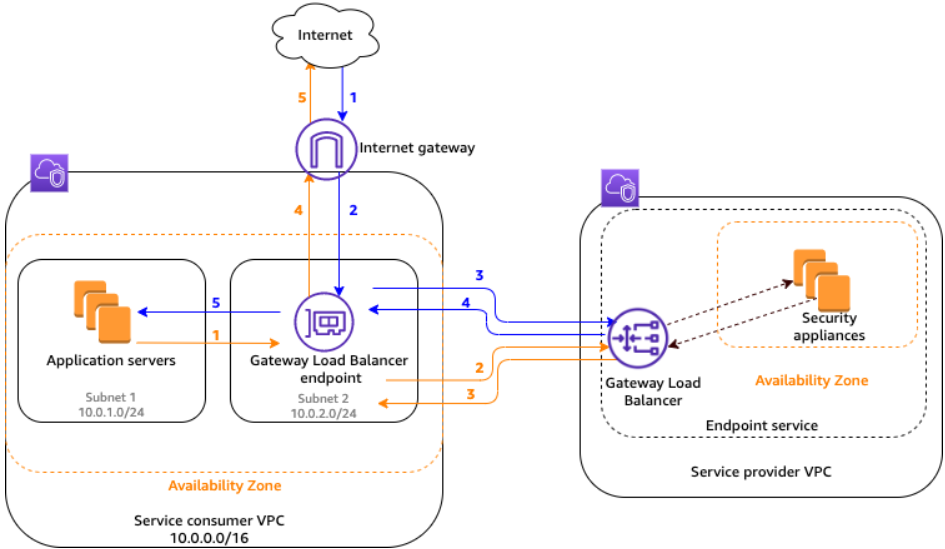 Internet
5
1
Internet gateway
4
2
3
4
5
1
Application servers
Subnet 1
10.0.1.0/24
Gateway Load Balancer
endpoint
Subnet 2
10.0.2.0/24
2
3
Availability Zone
Service consumer VPC
10.0.0.0/16
Security
appliances
Availability Zone
Gateway Load
Balancer
Endpoint service
Service provider VPC